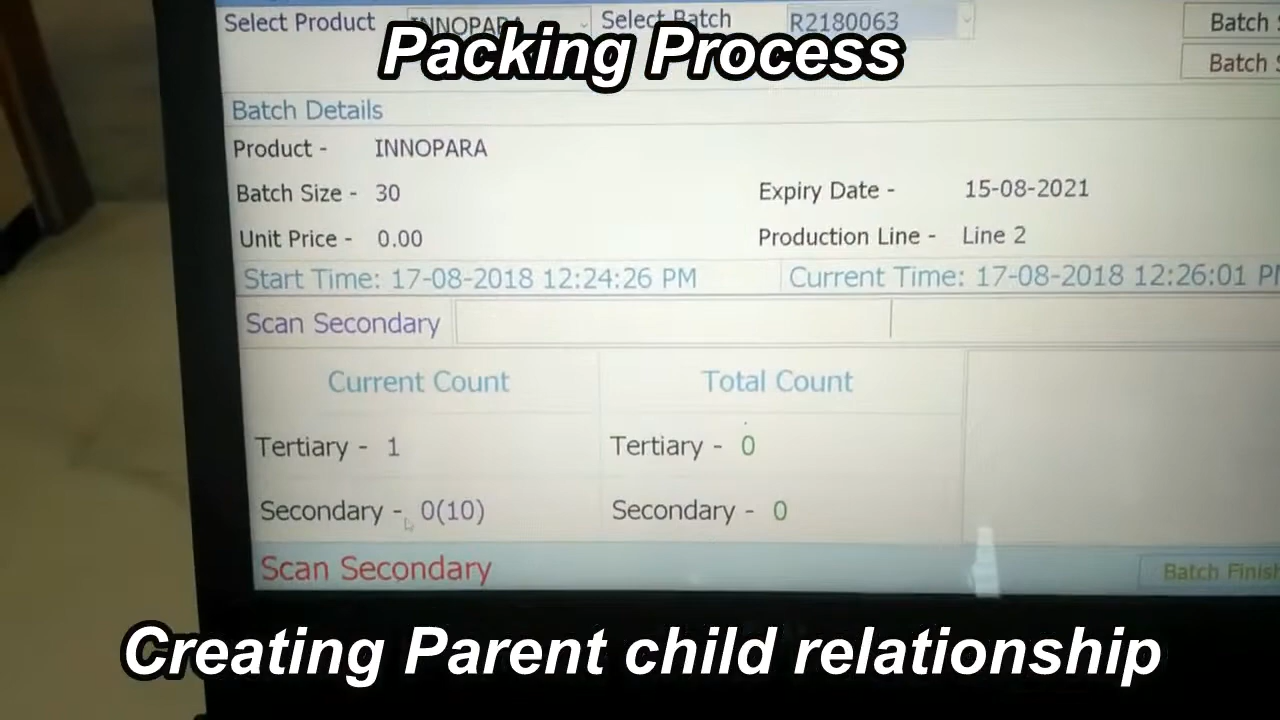 Select Product INNOPARA Select Batch R2180063 Batch
Packing Process
Batch
Batch Details
Product - INNOPARA
Batch Size - 30 Expiry Date - 15-08-2021
Unit Price - 0.00 Production Line - Line 2
Start Time: 17-08-2018 12:24:26 PM Current Time: 17-08-2018 12:26:01 PM
Scan Secondary
Current Count Total Count
Tertiary - 1 Tertiary - 0
Secondary - 0(10) Secondary - 0
Scan Secondary Batch Finish
Creating Parent child relationship